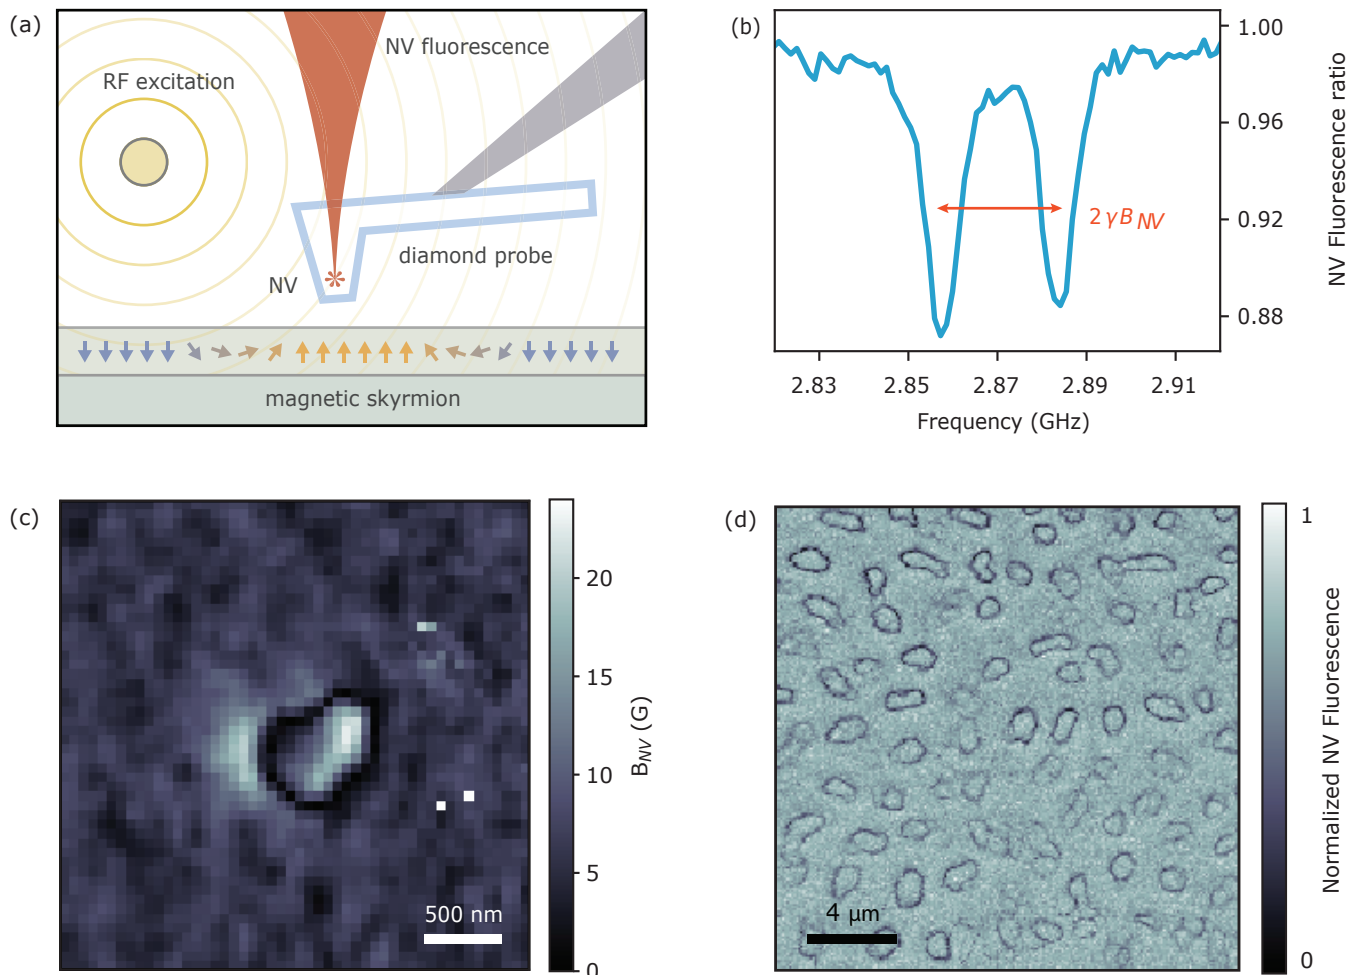 (a)
RF excitation
NV fluorescence
NV
diamond probe
magnetic skyrmion
(b)
2γB_NV
1.00
0.96
0.92
0.88
NV Fluorescence ratio
2.83
2.85
2.87
2.89
2.91
Frequency (GHz)
(c)
500 nm
20
15
10
5
0
B_NV (G)
(d)
4 μm
1
0
Normalized NV Fluorescence